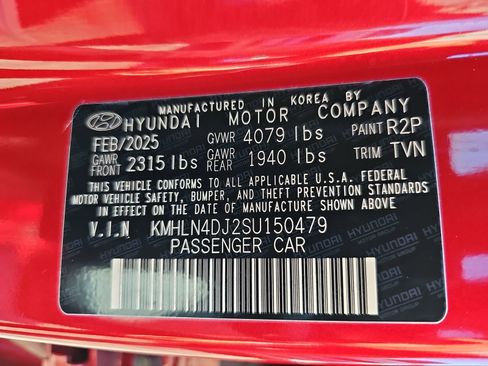 MANUFACTURED IN KOREA BY
HYUNDAI MOTOR COMPANY
FEB/2025 GVWR 4079 lbs PAINT R2P
GAWR FRONT 2315 lbs GAWR REAR 1940 lbs TRIM TVN
THIS VEHICLE CONFORMS TO ALL APPLICABLE U.S.A. FEDERAL
MOTOR VEHICLE SAFETY, BUMPER, AND THEFT PREVENTION STANDARDS
IN EFFECT ON THE DATE OF MANUFACTURE SHOWN ABOVE.
V.I.N KMHLN4DJ2SU150479
PASSENGER CAR